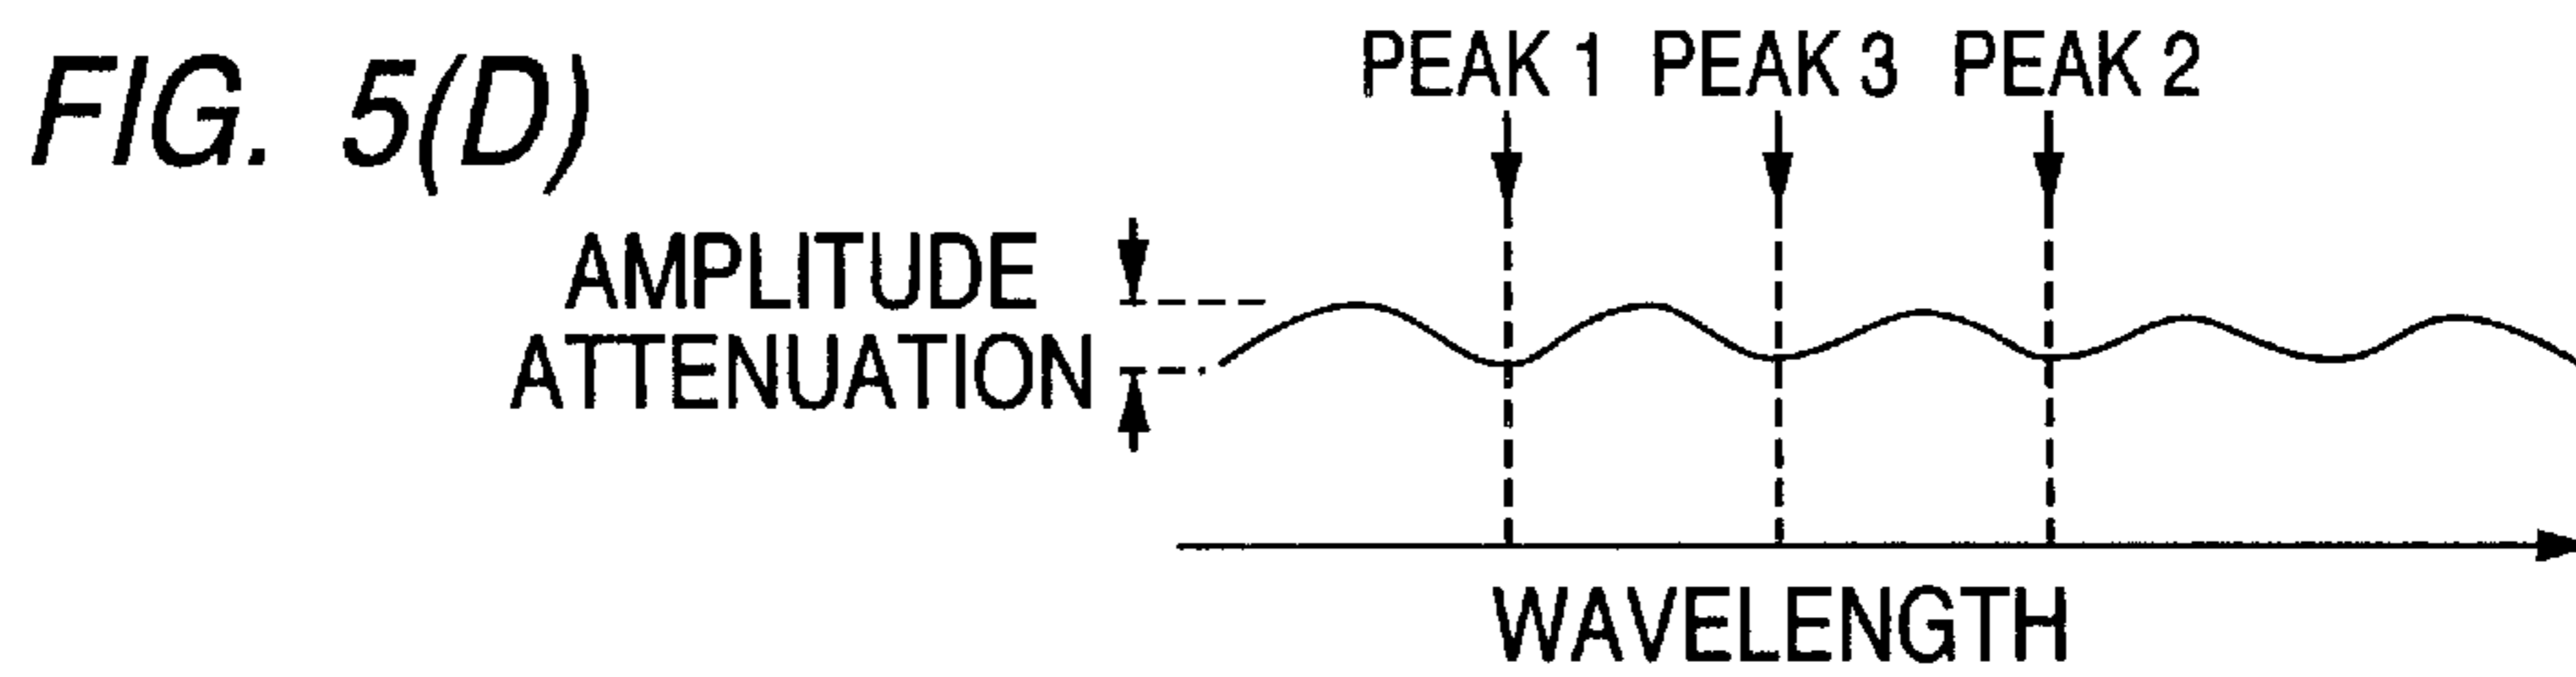 FIG. 5(D)
PEAK 1 PEAK 3 PEAK 2
AMPLITUDE
ATTENUATION
WAVELENGTH